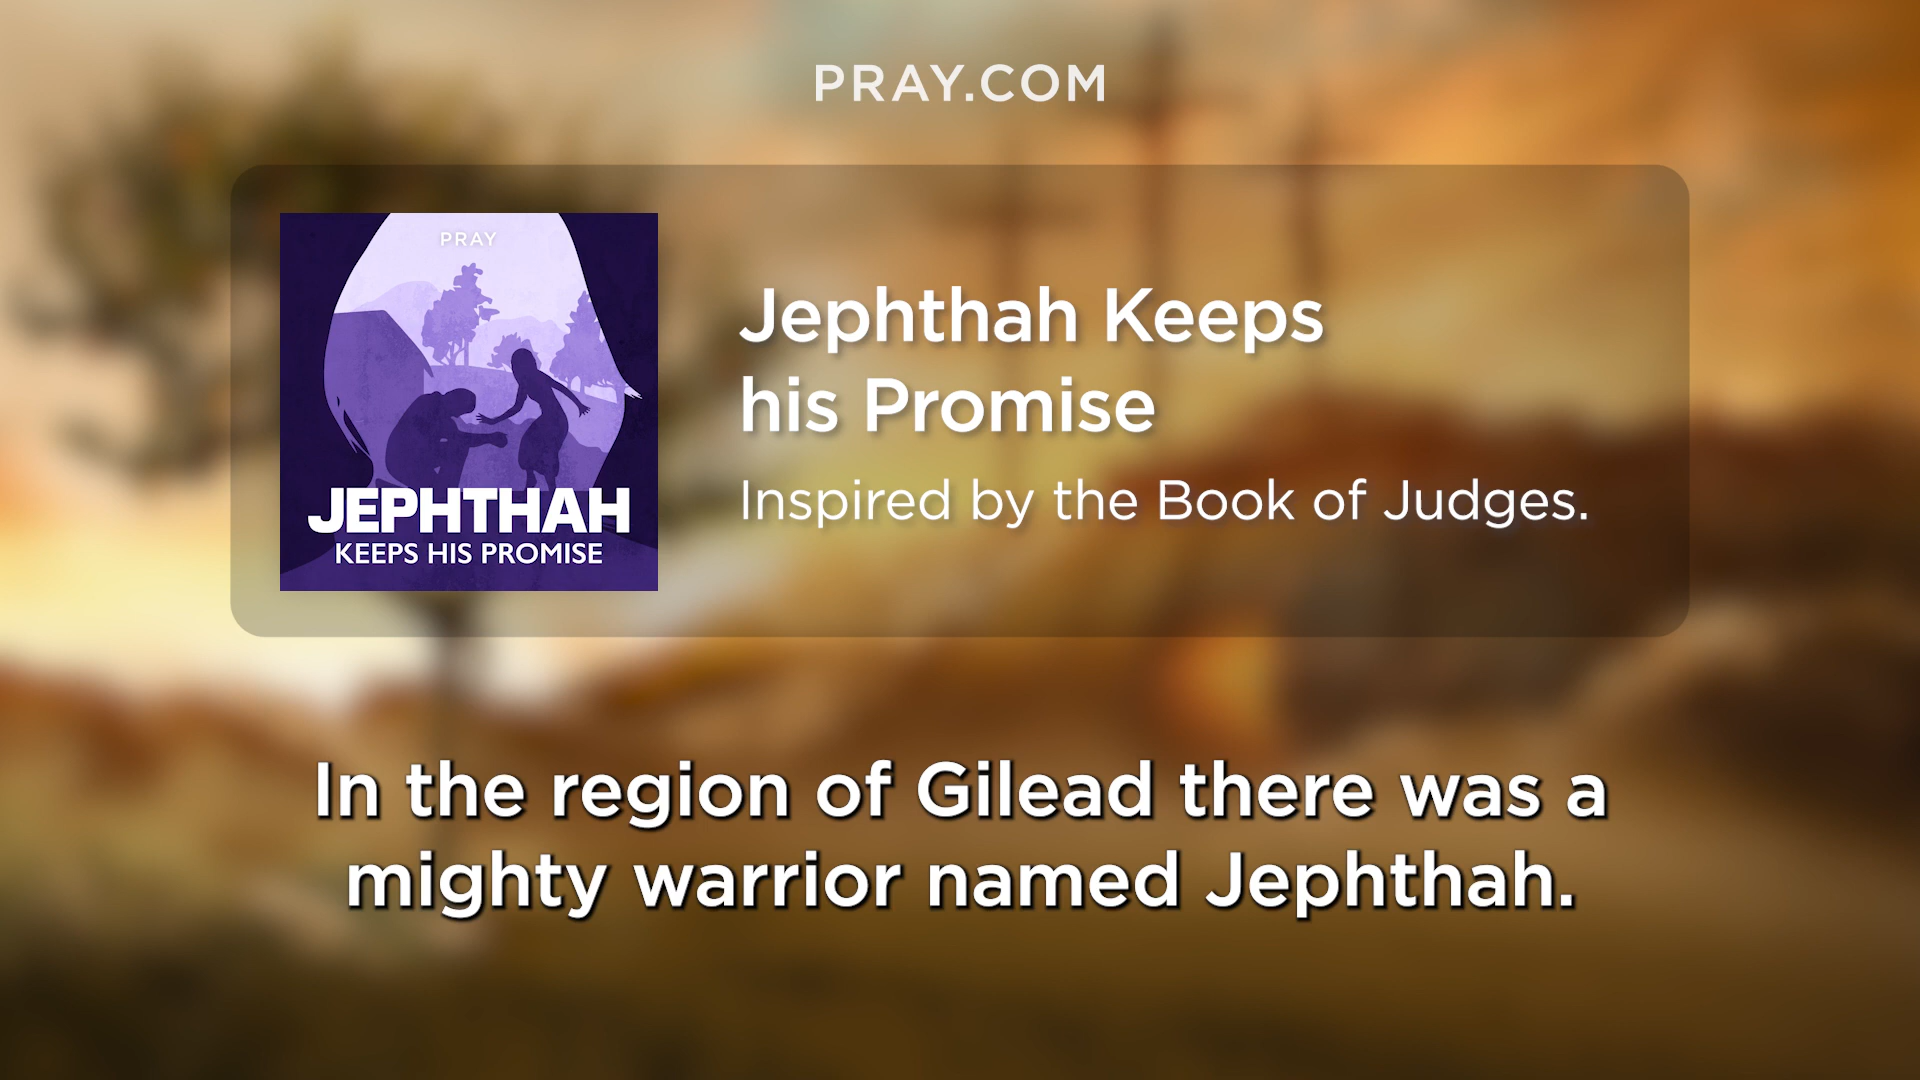 PRAY.COM
PRAY
JEPHTHAH
KEEPS HIS PROMISE
Jephthah Keeps
his Promise
Inspired by the Book of Judges.
In the region of Gilead there was a
mighty warrior named Jephthah.